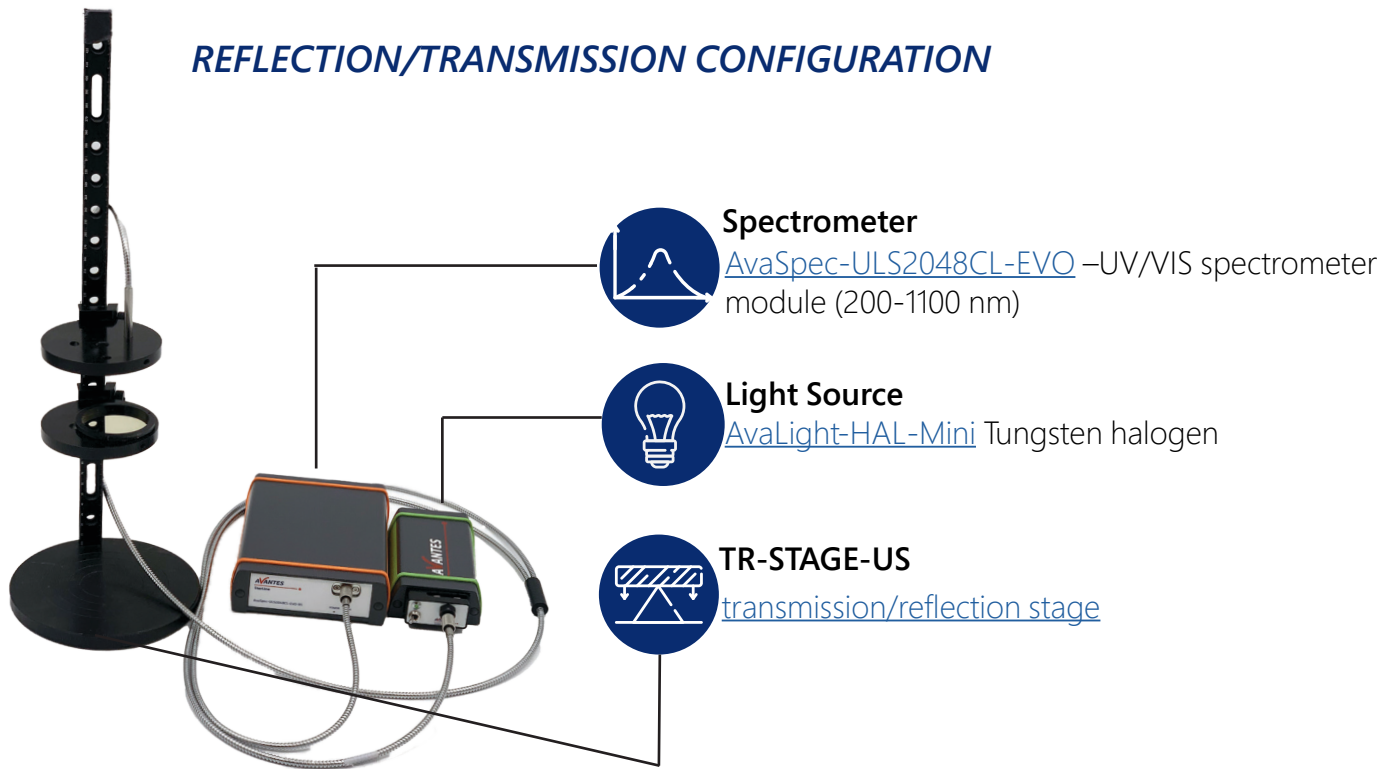 REFLECTION/TRANSMISSION CONFIGURATION
Spectrometer
AvaSpec-ULS2048CL-EVO –UV/VIS spectrometer
module (200-1100 nm)
Light Source
AvaLight-HAL-Mini Tungsten halogen
TR-STAGE-US
transmission/reflection stage
AVANTES
AVANTES